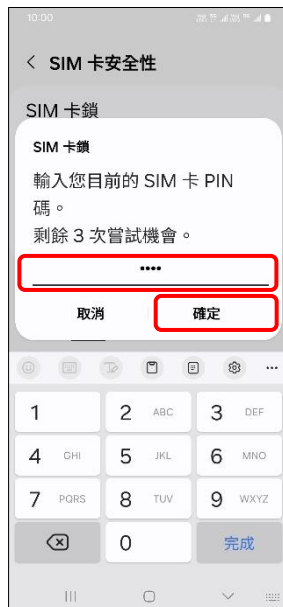 10:00
SIM 卡安全性
SIM 卡鎖
SIM 卡鎖
輸入您目前的 SIM 卡 PIN
碼。
剩餘 3 次嘗試機會。
••••
取消 確定
1 2 ABC 3 DEF
4 GHI 5 JKL 6 MNO
7 PQRS 8 TUV 9 WXYZ
0 完成